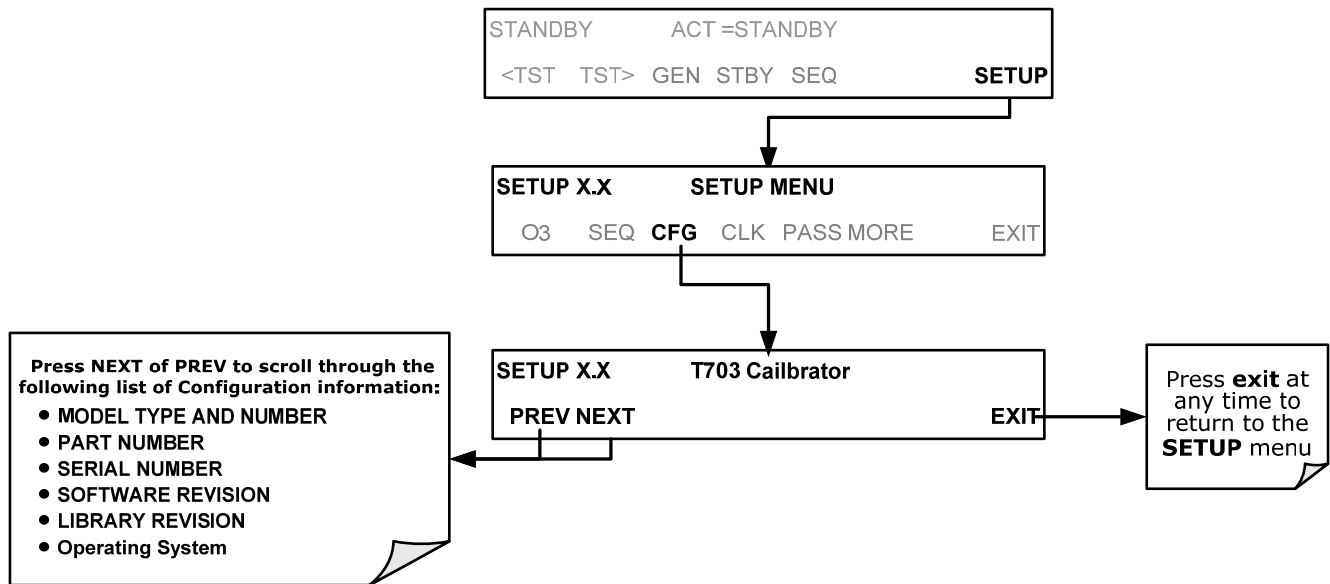 STANDBY ACT =STANDBY
<TST TST> GEN STBY SEQ SETUP
SETUP X.X SETUP MENU
O3 SEQ CFG CLK PASS MORE EXIT
SETUP X.X T703 Cailbrator
PREV NEXT EXIT
Press NEXT of PREV to scroll through the
following list of Configuration information:
• MODEL TYPE AND NUMBER
• PART NUMBER
• SERIAL NUMBER
• SOFTWARE REVISION
• LIBRARY REVISION
• Operating System
Press exit at
any time to
return to the
SETUP menu